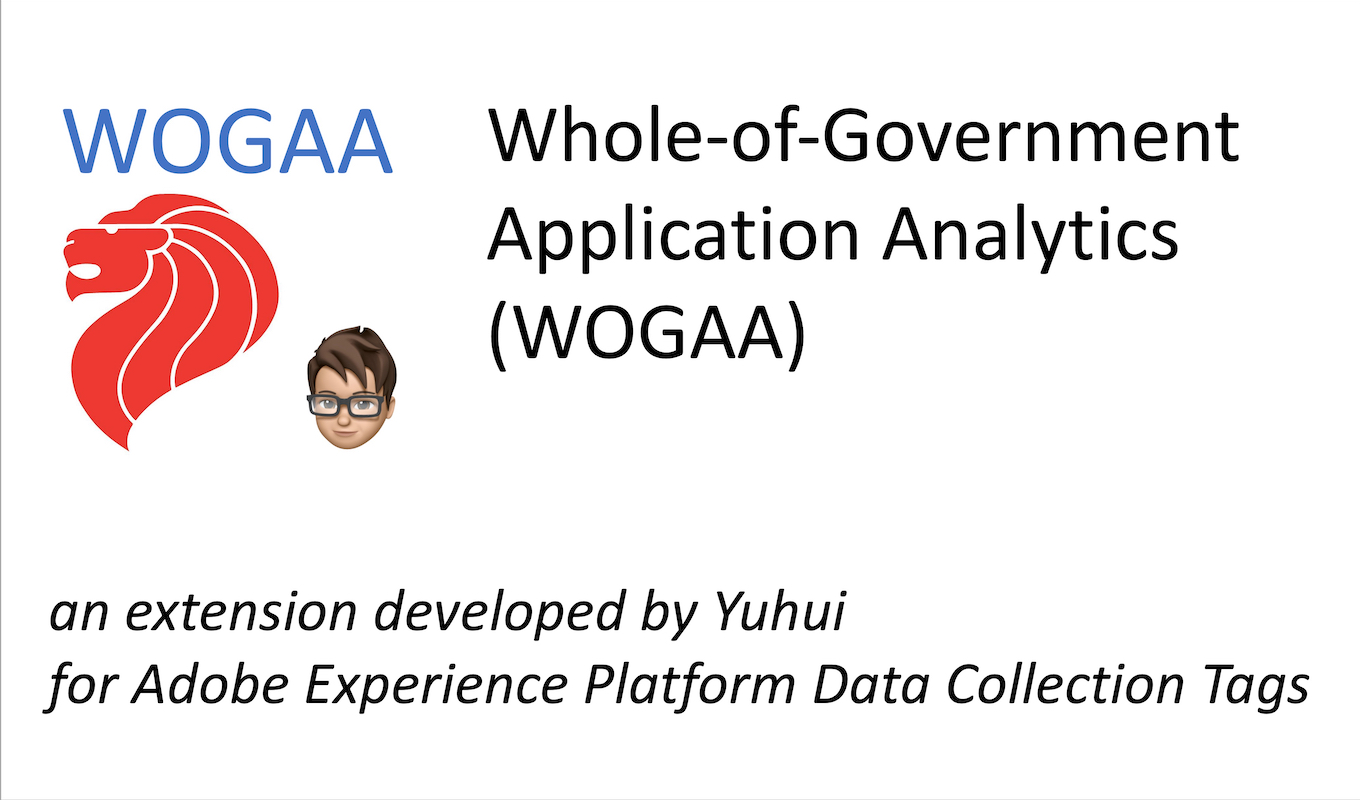 WOGAA
Whole-of-Government
Application Analytics
(WOGAA)
an extension developed by Yuhui
for Adobe Experience Platform Data Collection Tags